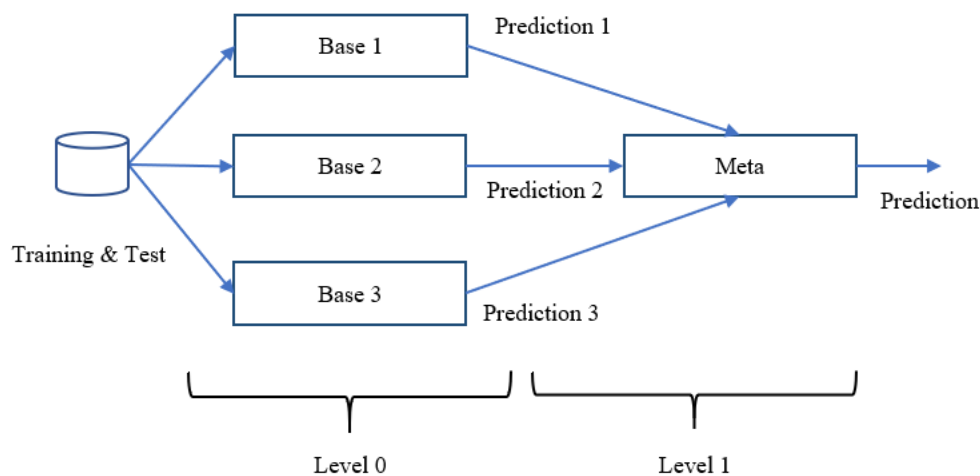 Prediction 1
Base 1
Base 2
Meta
Prediction 2
Prediction
Training & Test
Base 3
Prediction 3
Level 0
Level 1